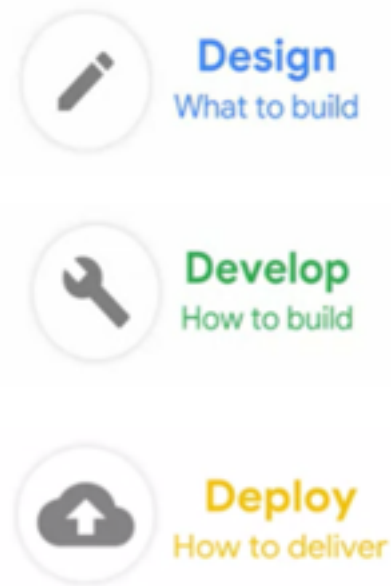 Design
What to build
Develop
How to build
Deploy
How to deliver